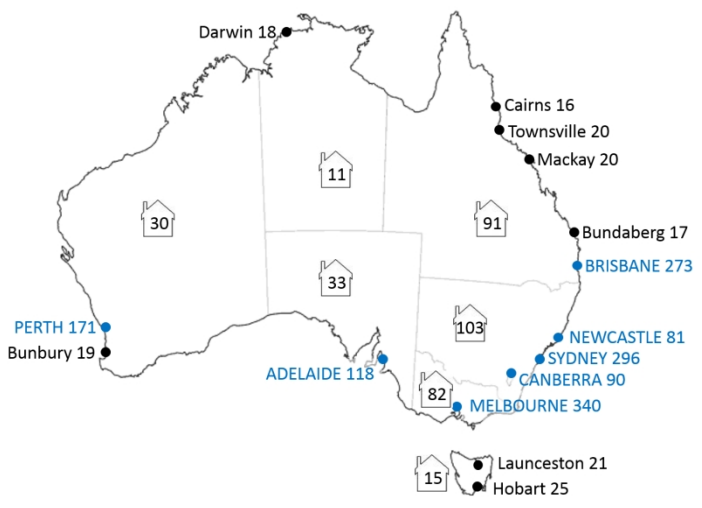 Darwin 18
Cairns 16
Townsville 20
Mackay 20
11
30
91
Bundaberg 17
BRISBANE 273
33
103
PERTH 171
NEWCASTLE 81
Bunbury 19
SYDNEY 296
ADELAIDE 118
CANBERRA 90
82
MELBOURNE 340
Launceston 21
15
Hobart 25